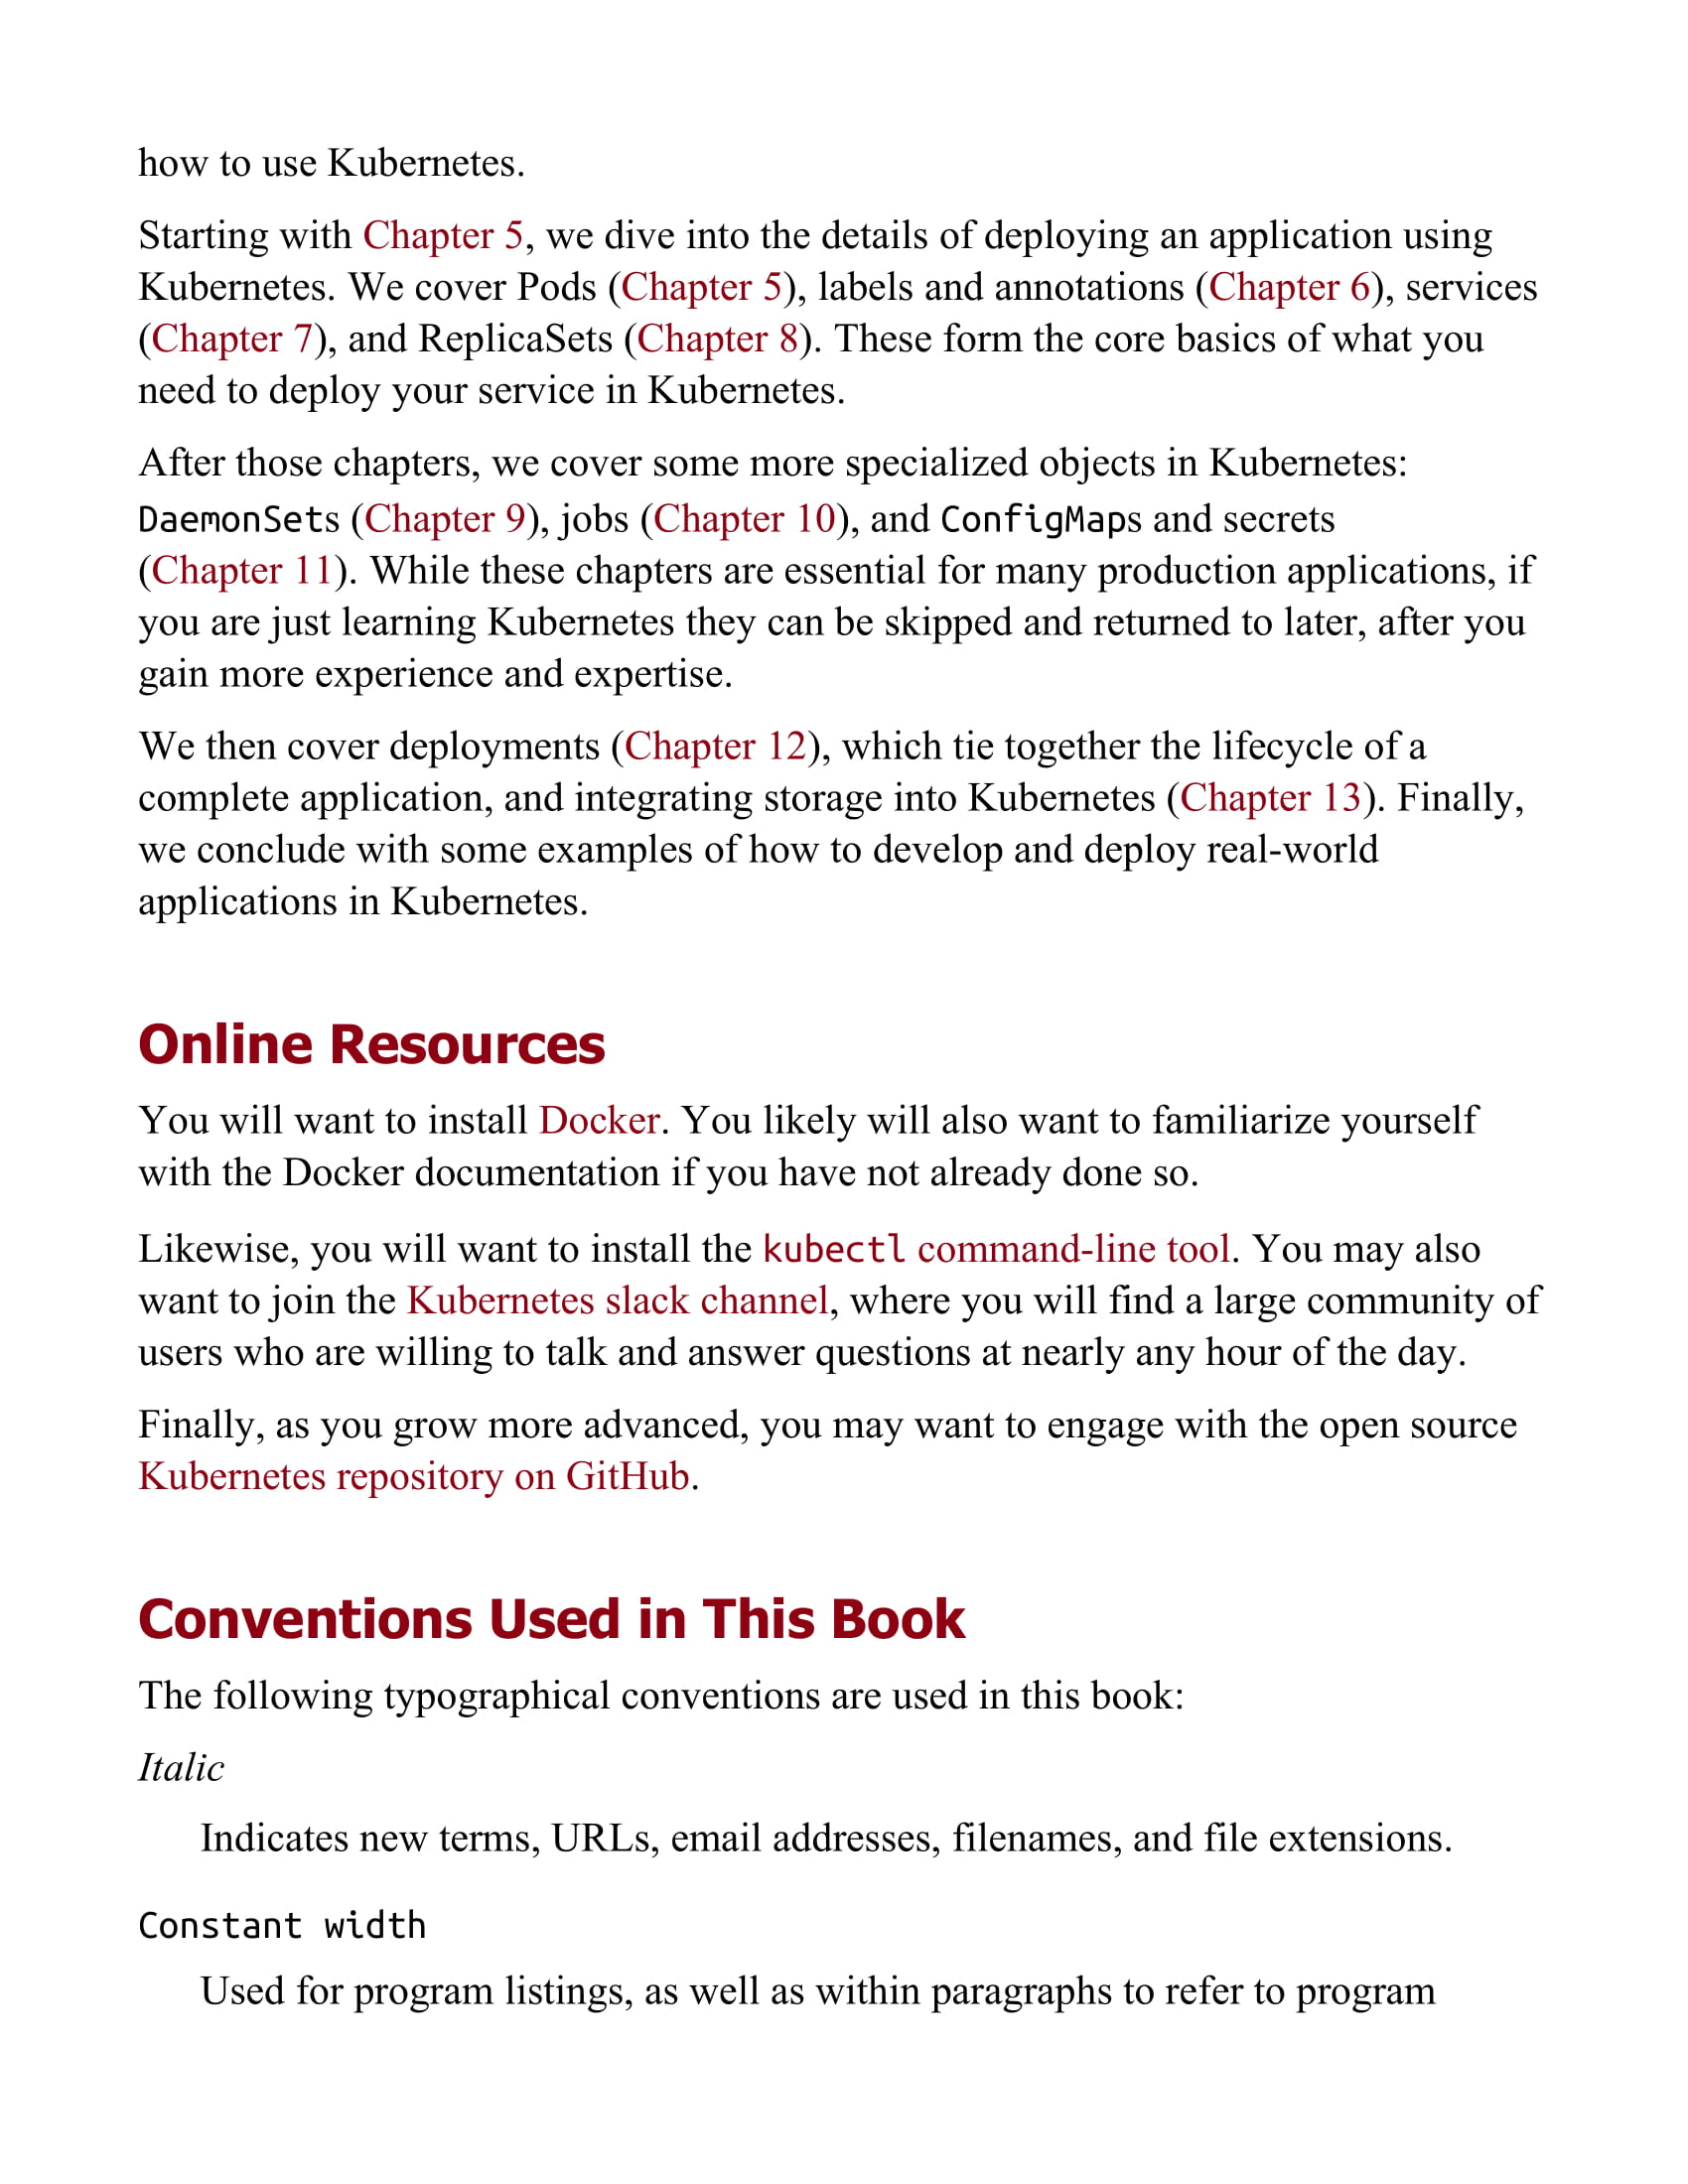 how to use Kubernetes.
Starting with Chapter 5, we dive into the details of deploying an application using
Kubernetes. We cover Pods (Chapter 5), labels and annotations (Chapter 6), services
(Chapter 7), and ReplicaSets (Chapter 8). These form the core basics of what you
need to deploy your service in Kubernetes.
After those chapters, we cover some more specialized objects in Kubernetes:
DaemonSets (Chapter 9), jobs (Chapter 10), and ConfigMaps and secrets
(Chapter 11). While these chapters are essential for many production applications, if
you are just learning Kubernetes they can be skipped and returned to later, after you
gain more experience and expertise.
We then cover deployments (Chapter 12), which tie together the lifecycle of a
complete application, and integrating storage into Kubernetes (Chapter 13). Finally,
we conclude with some examples of how to develop and deploy real-world
applications in Kubernetes.
Online Resources
You will want to install Docker. You likely will also want to familiarize yourself
with the Docker documentation if you have not already done so.
Likewise, you will want to install the kubectl command-line tool. You may also
want to join the Kubernetes slack channel, where you will find a large community of
users who are willing to talk and answer questions at nearly any hour of the day.
Finally, as you grow more advanced, you may want to engage with the open source
Kubernetes repository on GitHub.
Conventions Used in This Book
The following typographical conventions are used in this book:
Italic
Indicates new terms, URLs, email addresses, filenames, and file extensions.
Constant width
Used for program listings, as well as within paragraphs to refer to program